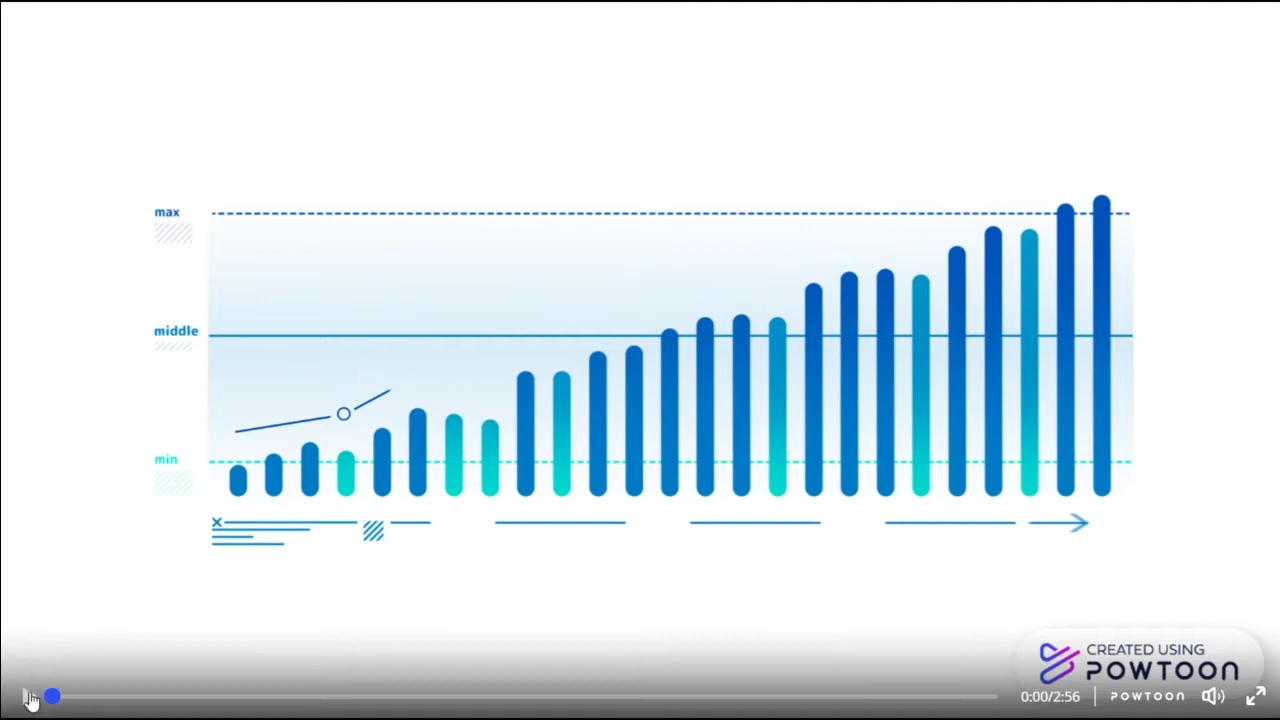 max
middle
min
CREATED USING
POWTOON
0:00/2:56
POWTOON